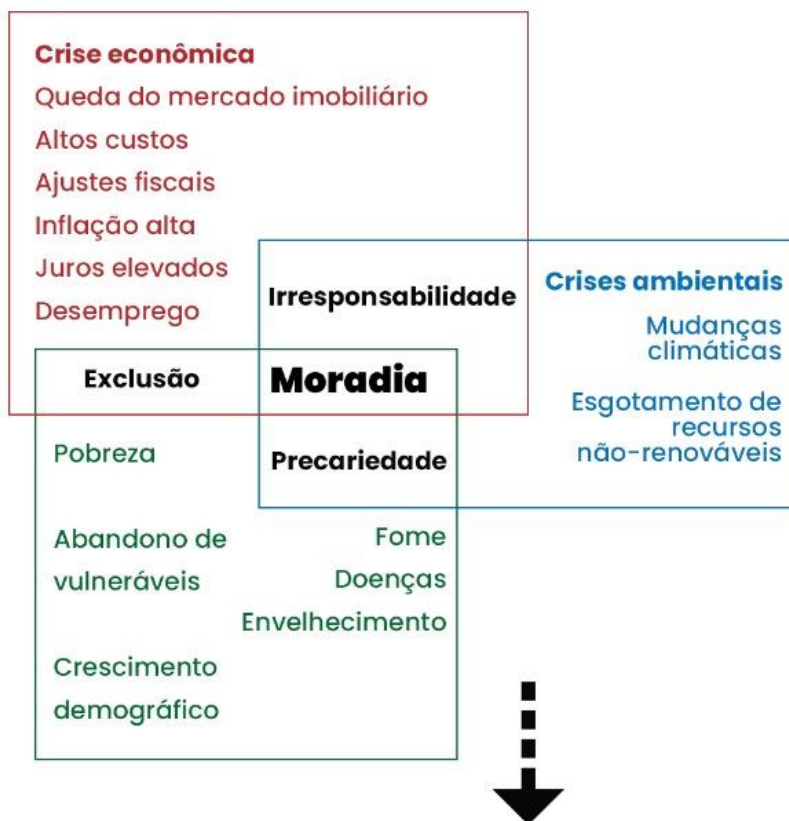 Crise econômica
Queda do mercado imobiliário
Altos custos
Ajustes fiscais
Inflação alta
Juros elevados
Desemprego
Irresponsabilidade
Crises ambientais
Mudanças
climáticas
Esgotamento de
recursos
não-renováveis
Exclusão
Moradia
Precariedade
Pobreza
Abandono de
vulneráveis
Fome
Doenças
Envelhecimento
Crescimento
demográfico